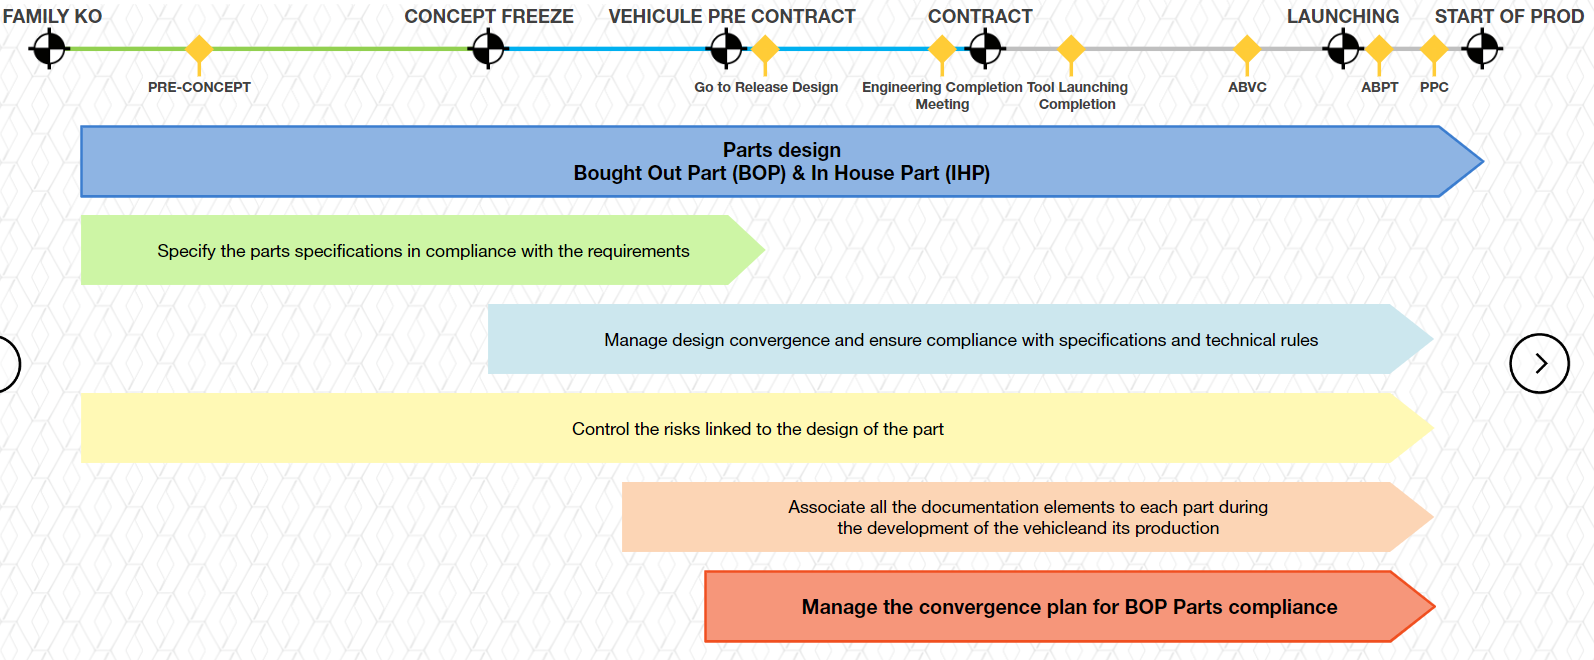 FAMILY KO
CONCEPT FREEZE
VEHICULE PRE CONTRACT
CONTRACT
LAUNCHING
START OF PROD
PRE-CONCEPT
Go to Release Design
Engineering Completion
Meeting
Tool Launching
Completion
ABVC
ABPT
PPC
Parts design
Bought Out Part (BOP) & In House Part (IHP)
Specify the parts specifications in compliance with the requirements
Manage design convergence and ensure compliance with specifications and technical rules
Control the risks linked to the design of the part
Associate all the documentation elements to each part during
the development of the vehicleand its production
Manage the convergence plan for BOP Parts compliance